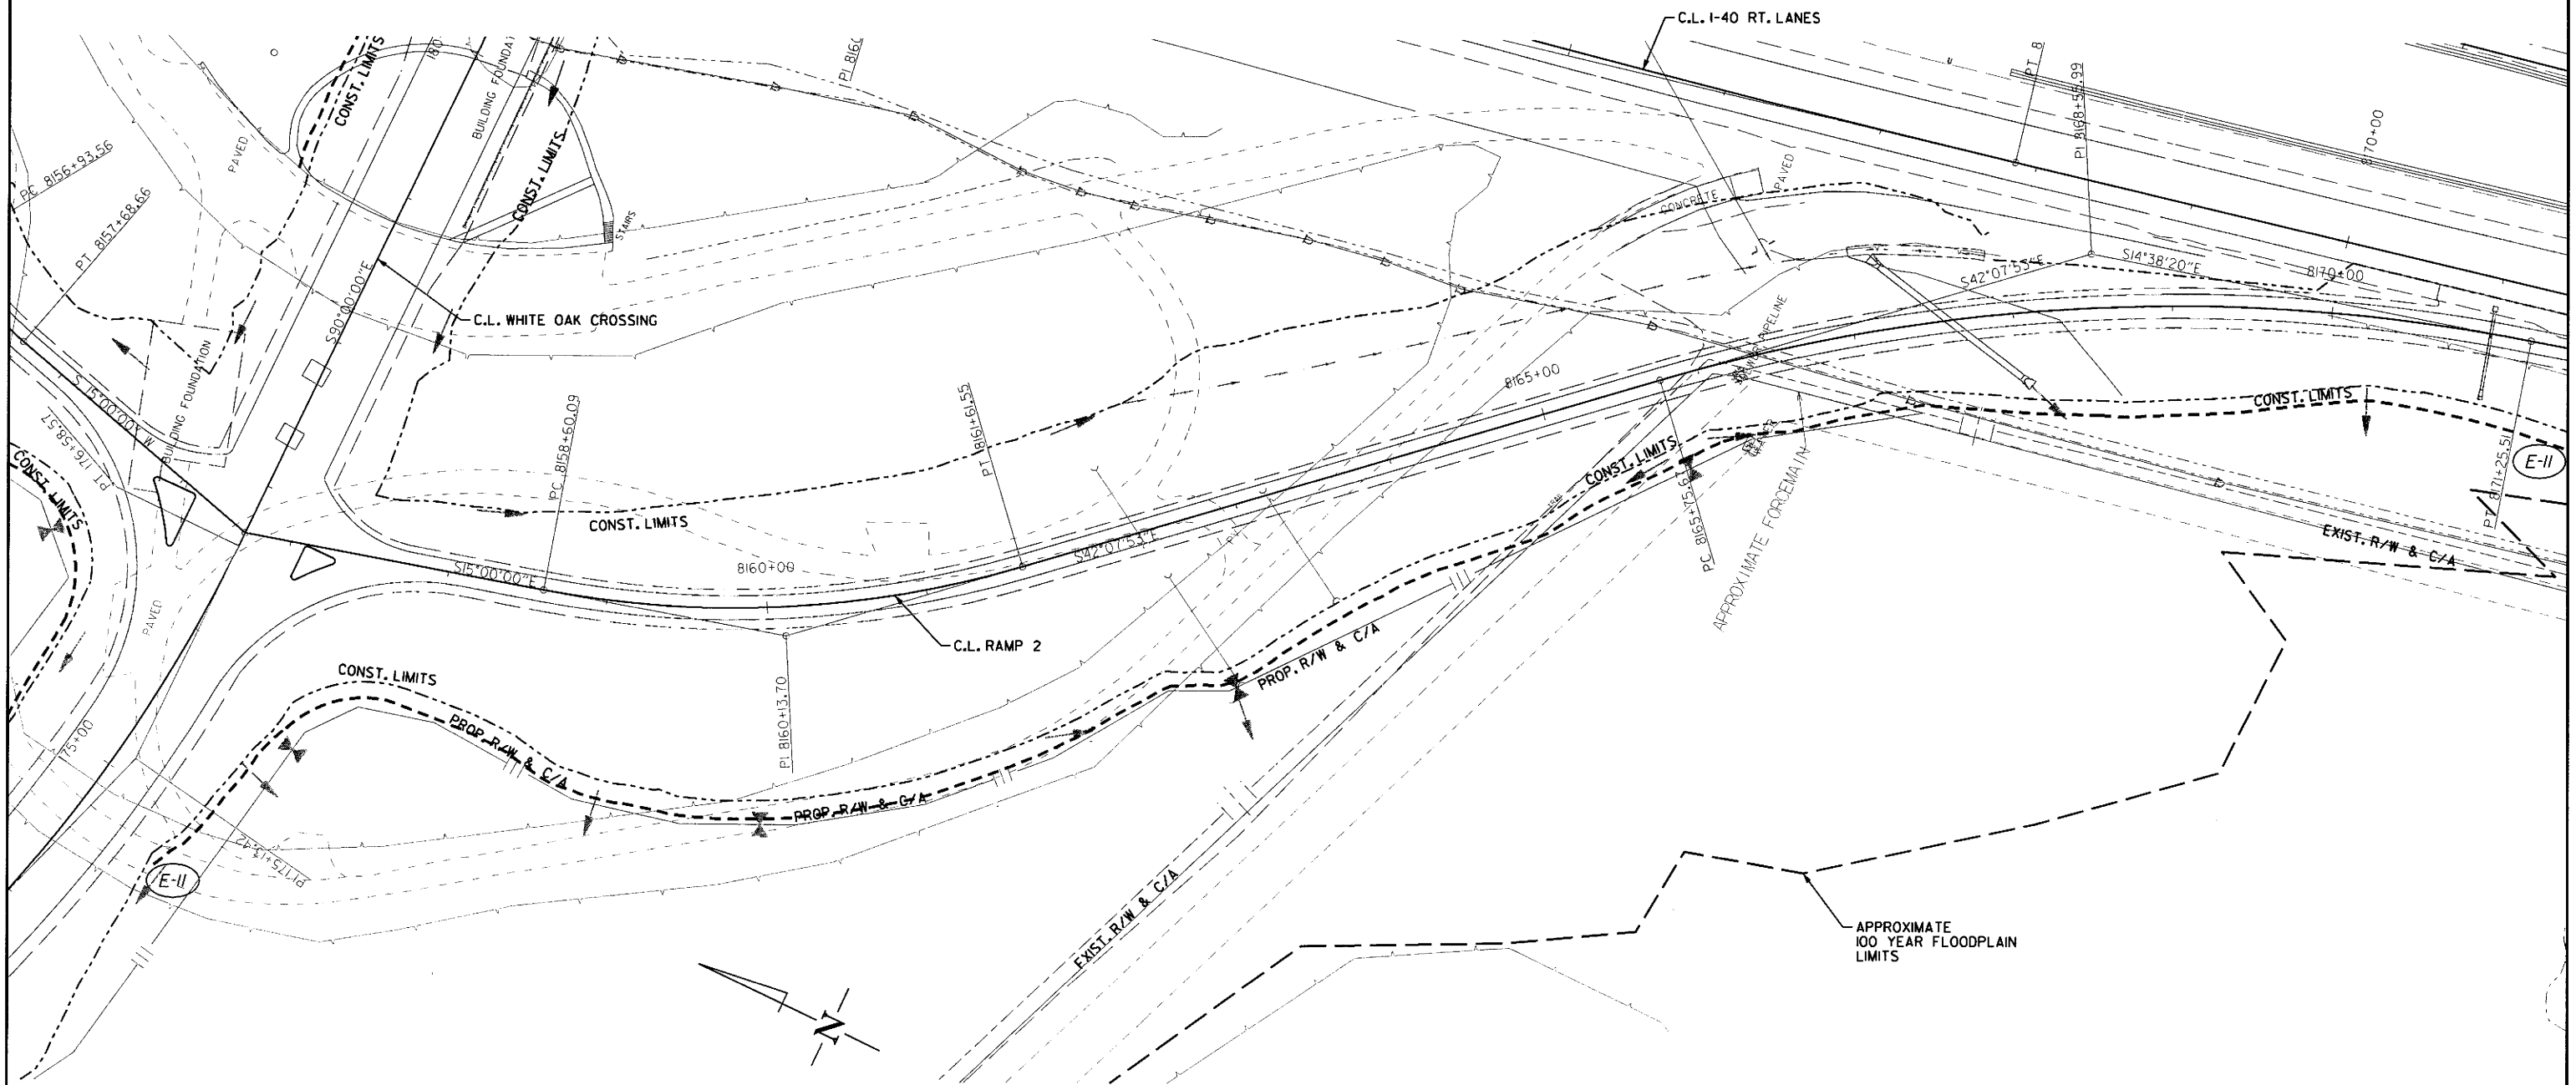 C.L. I-40 RT. LANES
CONST. LIMITS
180
BUILDING FOUNDAT
PI 816
PT 8
PI 8168+55.99
8170+00
PAVED
CONST. LIMITS
PC 8156+93.56
PT 8157+68.66
STAIRS
CONCRETE
PAVED
S90°00'00"E
C.L. WHITE OAK CROSSING
S42°07'53"E
S14°38'20"E
8170+00
BUILDING FOUNDATION
S 15°00'00" W
PT 176+58.57
CONST. LIMITS
PC 8158+60.09
PT 8161+61.55
8165+00
PIPELINE
CONST. LIMITS
CONST. LIMITS
E-11
PC 8165+75.67
APPROXIMATE FORCEMAIN
PT 8171+25.51
EXIST. R/W & C/A
CONST. LIMITS
S42°07'53"E
S15°00'00"E
8160+00
PAVED
C.L. RAMP 2
PROP. R/W & C/A
CONST. LIMITS
PI 8160+13.70
75+00
PROP. R/W & C/A
PROP. R/W & C/A
PI 175+13.42
E-11
EXIST. R/W & C/A
APPROXIMATE
100 YEAR FLOODPLAIN
LIMITS
N